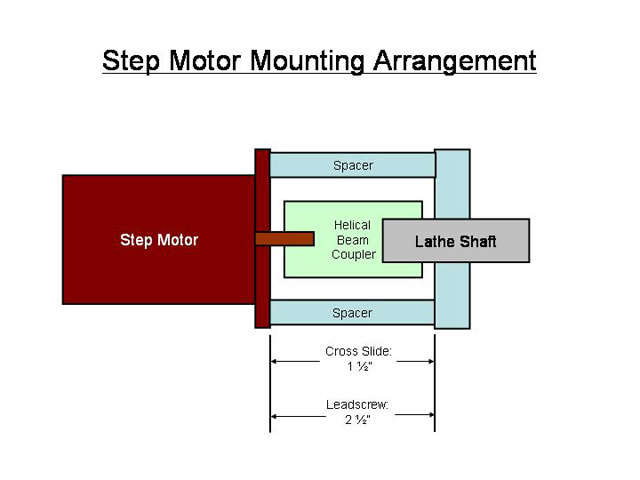 Step Motor Mounting Arrangement
Spacer
Step Motor
Helical
Beam
Coupler
Lathe Shaft
Spacer
Cross Slide:
1 ½"
Leadscrew:
2 ½"